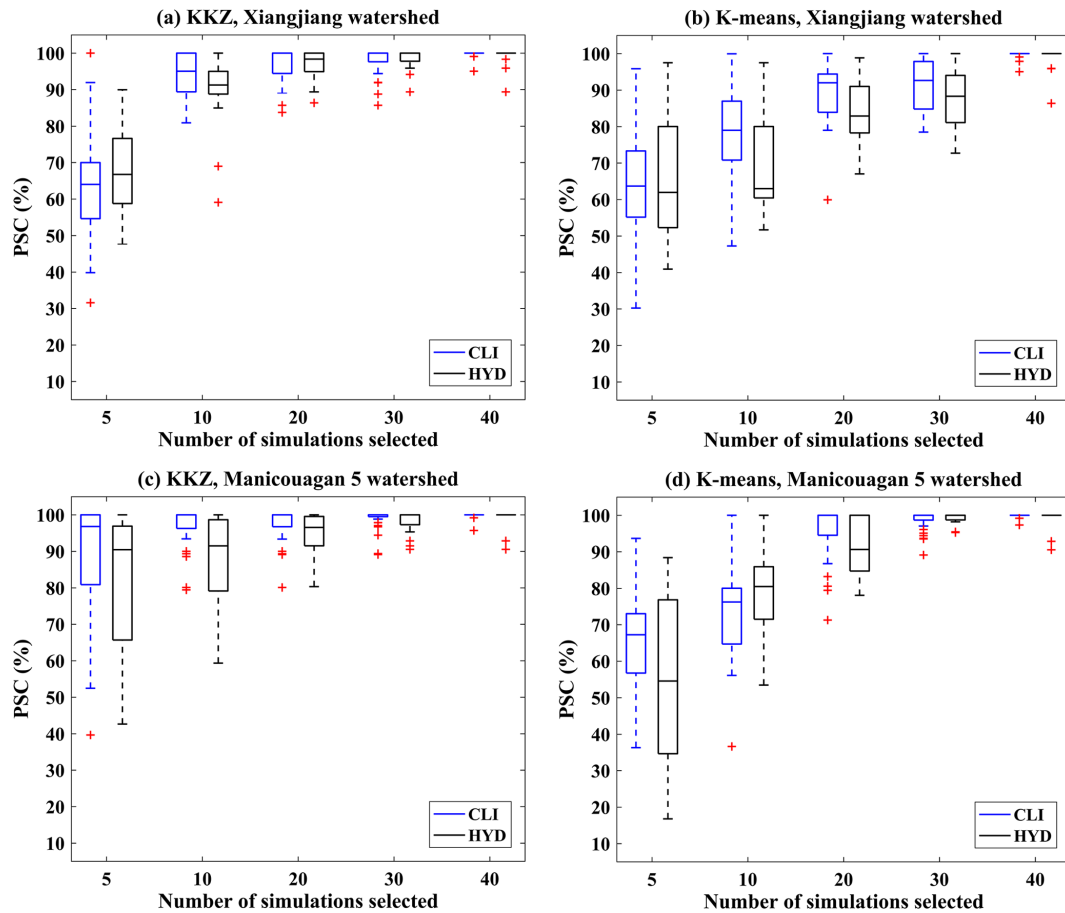 (a) KKZ, Xiangjiang watershed
100
90
80
70
60
50
40
30
20
10
PSC (%)
CLI
HYD
5 10 20 30 40
Number of simulations selected
(b) K-means, Xiangjiang watershed
100
90
80
70
60
50
40
30
20
10
PSC (%)
CLI
HYD
5 10 20 30 40
Number of simulations selected
(c) KKZ, Manicouagan 5 watershed
100
90
80
70
60
50
40
30
20
10
PSC (%)
CLI
HYD
5 10 20 30 40
Number of simulations selected
(d) K-means, Manicouagan 5 watershed
100
90
80
70
60
50
40
30
20
10
PSC (%)
CLI
HYD
5 10 20 30 40
Number of simulations selected